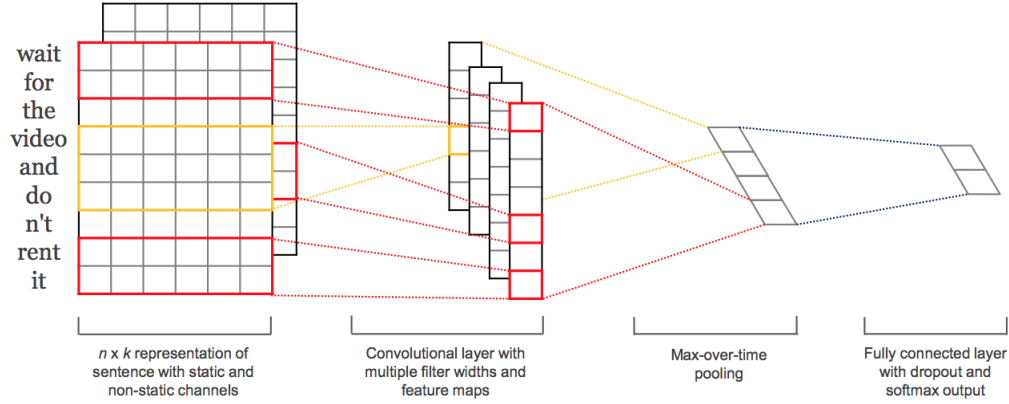 wait
for
the
video
and
do
n't
rent
it
n x k representation of
sentence with static and
non-static channels
Convolutional layer with
multiple filter widths and
feature maps
Max-over-time
pooling
Fully connected layer
with dropout and
softmax output